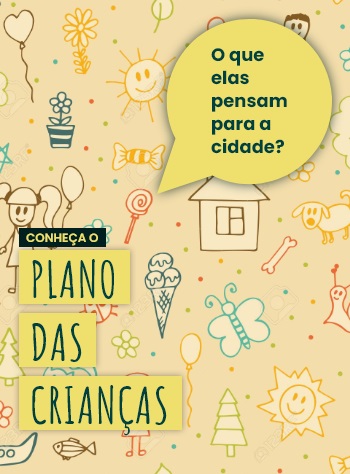 O que
elas
pensam
para a
cidade?
CONHEÇA O
PLANO
DAS
CRIANÇAS